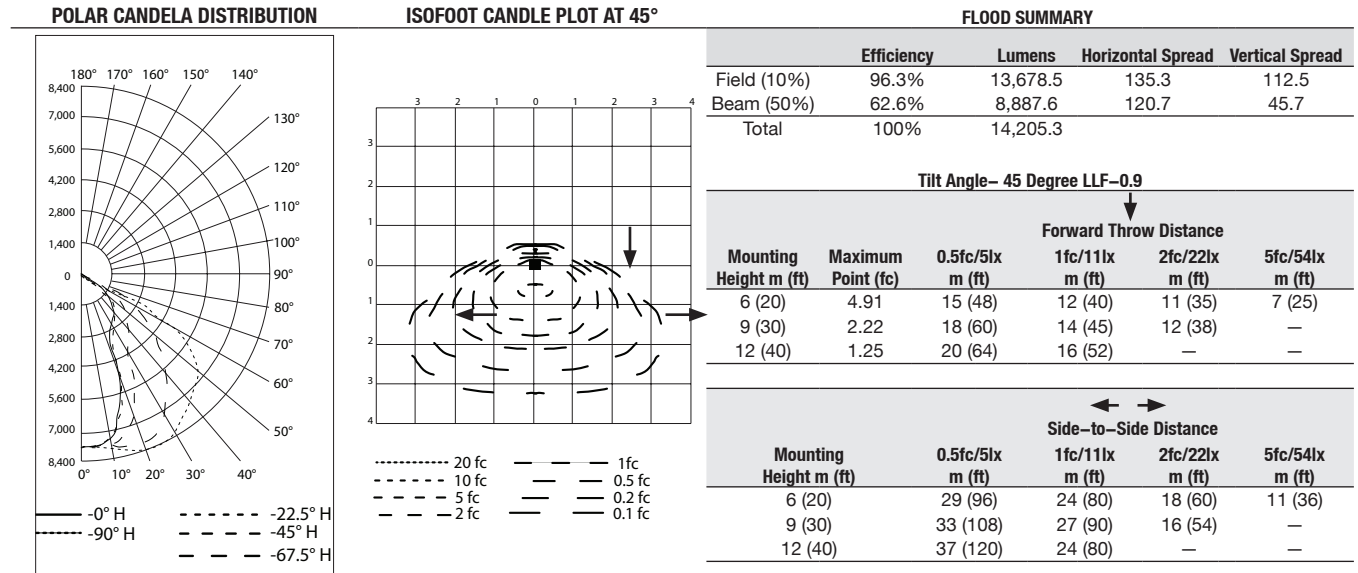 POLAR CANDELA DISTRIBUTION
180° 170° 160° 150° 140°
8,400
7,000
5,600
4,200
2,800
1,400
0
1,400
2,800
4,200
5,600
7,000
8,400
130°
120°
110°
100°
90°
80°
70°
60°
50°
0° 10° 20° 30° 40°
-0° H
-90° H
-22.5° H
-45° H
-67.5° H
ISOFOOT CANDLE PLOT AT 45°
3 2 1 0 1 2 3 4
3
2
1
0
1
2
3
4
20 fc
10 fc
5 fc
2 fc
1fc
0.5 fc
0.2 fc
0.1 fc
FLOOD SUMMARY
Efficiency Lumens Horizontal Spread Vertical Spread
Field (10%) 96.3% 13,678.5 135.3 112.5
Beam (50%) 62.6% 8,887.6 120.7 45.7
Total 100% 14,205.3
Tilt Angle– 45 Degree LLF–0.9
Forward Throw Distance
Mounting Maximum 0.5fc/5lx 1fc/11lx 2fc/22lx 5fc/54lx
Height m (ft) Point (fc) m (ft) m (ft) m (ft) m (ft)
6 (20) 4.91 15 (48) 12 (40) 11 (35) 7 (25)
9 (30) 2.22 18 (60) 14 (45) 12 (38) —
12 (40) 1.25 20 (64) 16 (52) — —
Side–to–Side Distance
Mounting 0.5fc/5lx 1fc/11lx 2fc/22lx 5fc/54lx
Height m (ft) m (ft) m (ft) m (ft) m (ft)
6 (20) 29 (96) 24 (80) 18 (60) 11 (36)
9 (30) 33 (108) 27 (90) 16 (54) —
12 (40) 37 (120) 24 (80) — —